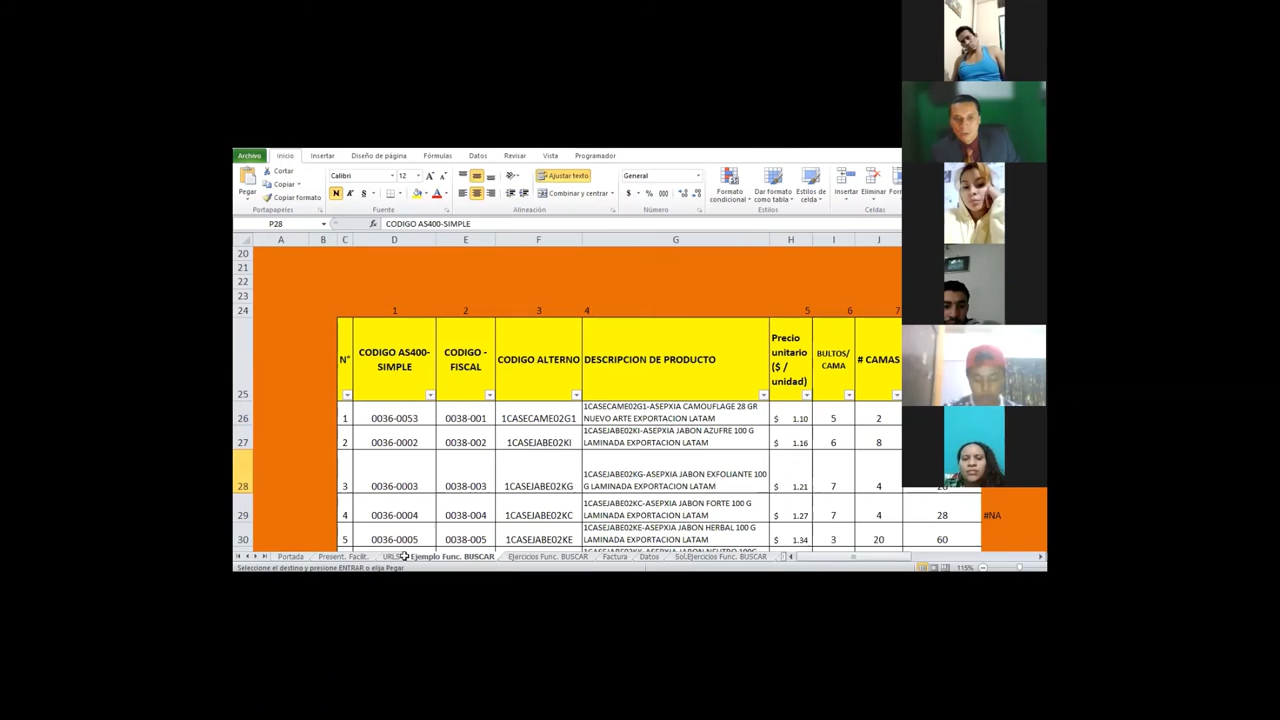 Archivo Inicio Insertar Diseño de página Fórmulas Datos Revisar Vista Programador
Pegar Cortar Copiar Copiar formato
Calibri 12 N K S
Ajustar texto
Combinar y centrar
General
$ % 000
Formato condicional Dar formato como tabla Estilos de celda Insertar Eliminar
Portapapeles Fuente Alineación Número Estilos Celdas
P28 fx CODIGO AS400-SIMPLE
A B C D E F G H I J
20
21
22
23
24 1 2 3 4 5 6 7
25 N° CODIGO AS400-SIMPLE CODIGO - FISCAL CODIGO ALTERNO DESCRIPCION DE PRODUCTO Precio unitario ($ / unidad) BULTOS/ CAMA # CAMAS
26 1 0036-0053 0038-001 1CASECAME02G1 1CASECAME02G1-ASEPXIA CAMOUFLAGE 28 GR NUEVO ARTE EXPORTACION LATAM $ 1.10 5 2
27 2 0036-0002 0038-002 1CASEJABE02KI 1CASEJABE02KI-ASEPXIA JABON AZUFRE 100 G LAMINADA EXPORTACION LATAM $ 1.16 6 8
28 3 0036-0003 0038-003 1CASEJABE02KG 1CASEJABE02KG-ASEPXIA JABON EXFOLIANTE 100 G LAMINADA EXPORTACION LATAM $ 1.21 7 4
29 4 0036-0004 0038-004 1CASEJABE02KC 1CASEJABE02KC-ASEPXIA JABON FORTE 100 G LAMINADA EXPORTACION LATAM $ 1.27 7 4 28 #NA
30 5 0036-0005 0038-005 1CASEJABE02KE 1CASEJABE02KE-ASEPXIA JABON HERBAL 100 G LAMINADA EXPORTACION LATAM $ 1.34 3 20 60
Portada Present. Facilit. URLS Ejemplo Func. BUSCAR Ejercicios Func. BUSCAR Factura Datos Sol.Ejercicios Func. BUSCAR
Seleccione el destino y presione ENTRAR o elija Pegar 115%